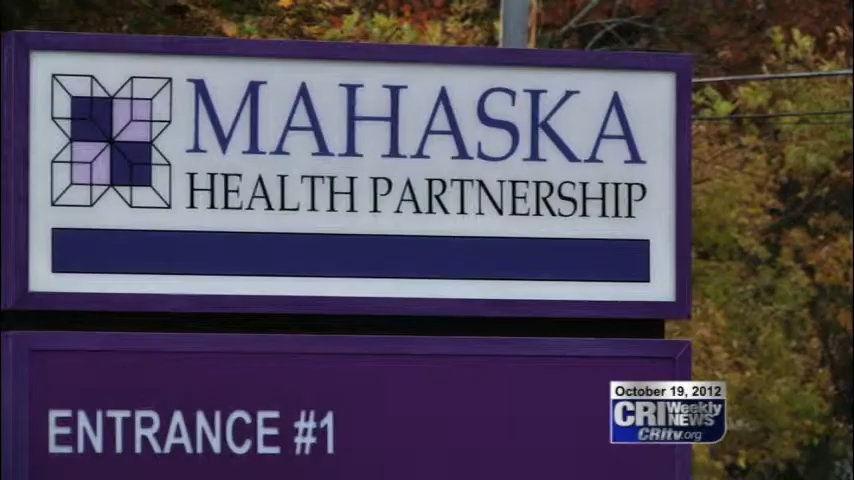 MAHASKA
HEALTH PARTNERSHIP
ENTRANCE #1
October 19, 2012
CRI Weekly NEWS
CRItv.org